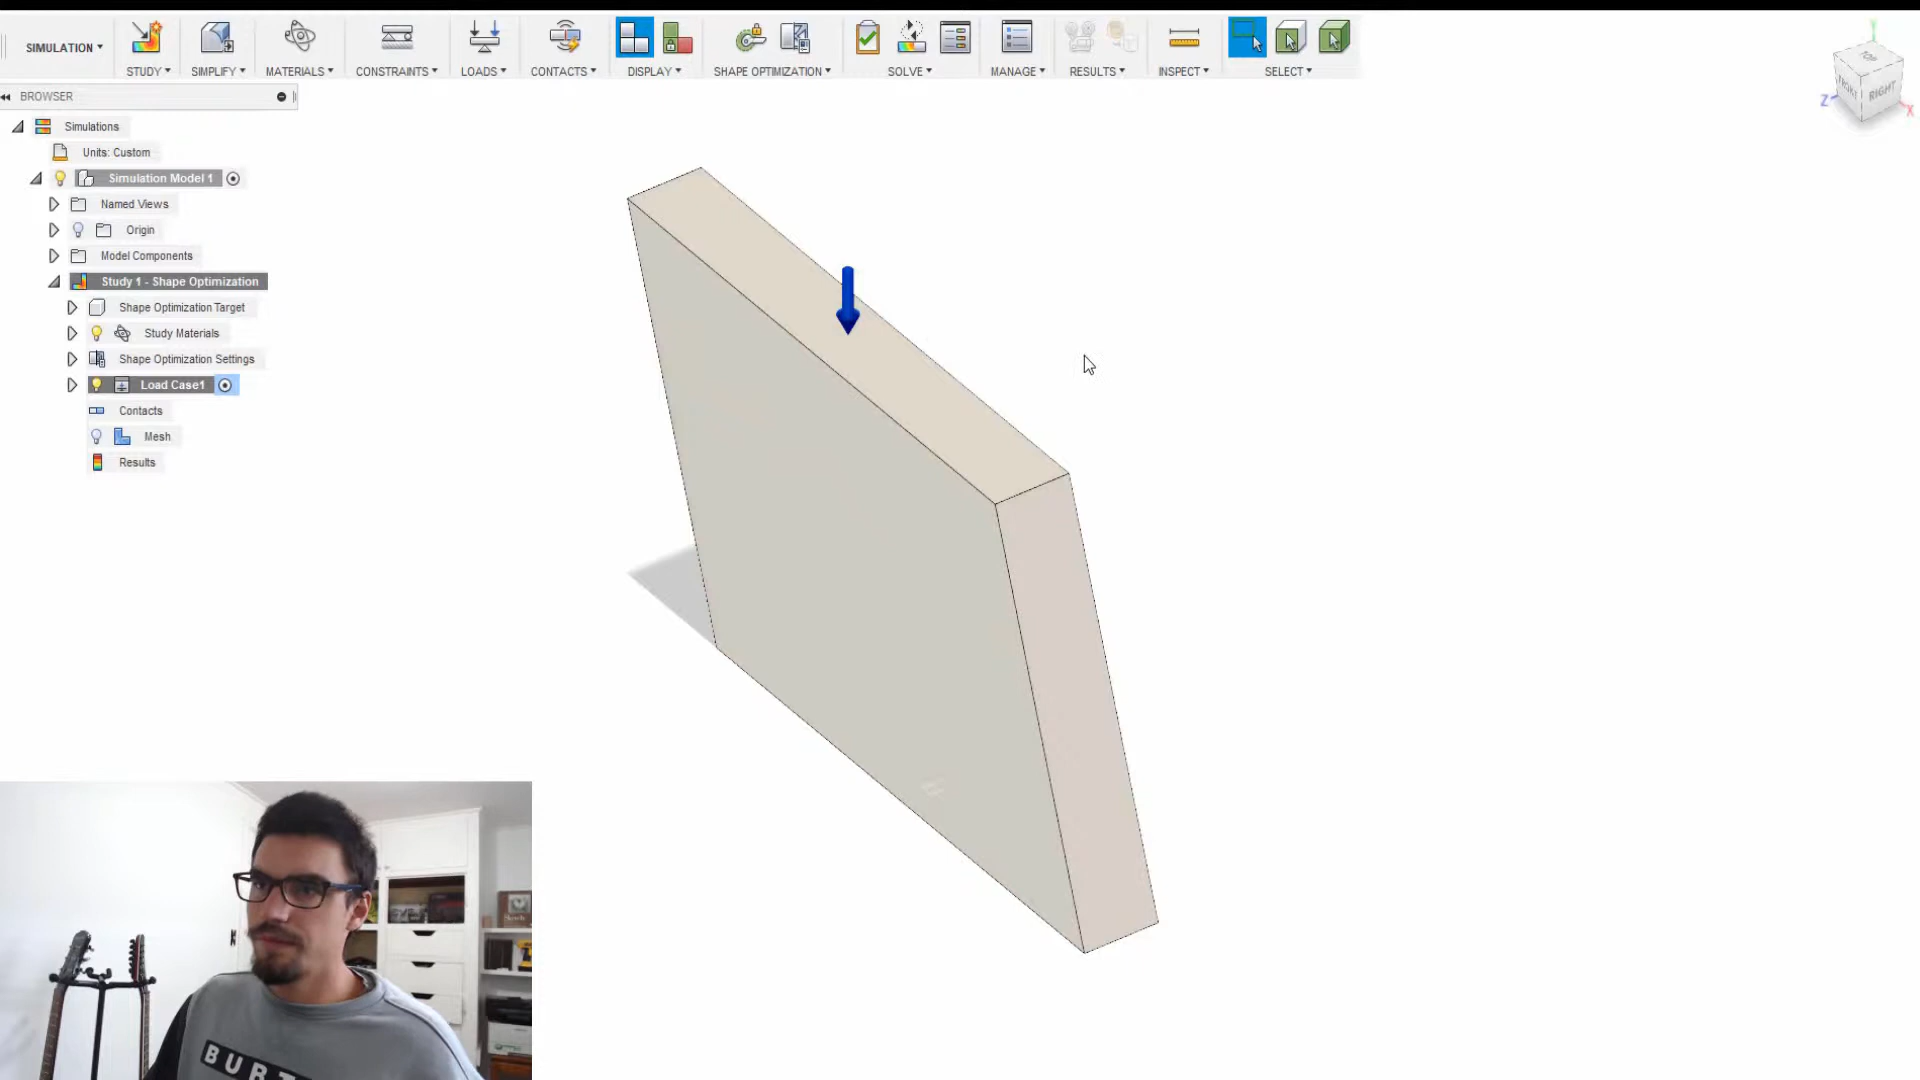 SIMULATION
STUDY
SIMPLIFY
MATERIALS
CONSTRAINTS
LOADS
CONTACTS
DISPLAY
SHAPE OPTIMIZATION
SOLVE
MANAGE
RESULTS
INSPECT
SELECT
TOP
FRONT
RIGHT
Y
Z
X
BROWSER
Simulations
Units: Custom
Simulation Model 1
Named Views
Origin
Model Components
Study 1 - Shape Optimization
Shape Optimization Target
Study Materials
Shape Optimization Settings
Load Case1
Contacts
Mesh
Results